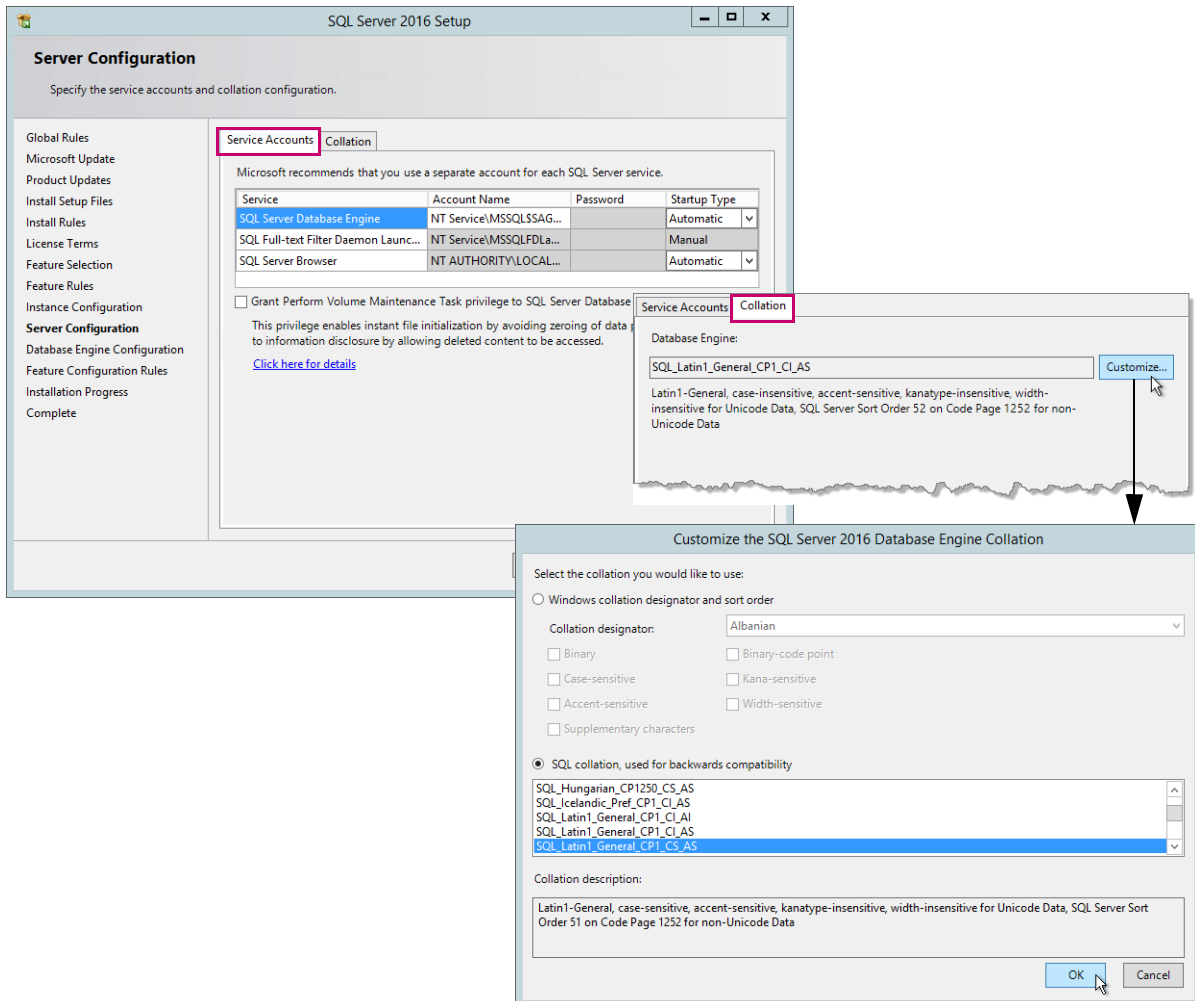 SQL Server 2016 Setup
Server Configuration
Specify the service accounts and collation configuration.
Global Rules
Microsoft Update
Product Updates
Install Setup Files
Install Rules
License Terms
Feature Selection
Feature Rules
Instance Configuration
Server Configuration
Database Engine Configuration
Feature Configuration Rules
Installation Progress
Complete
Service Accounts Collation
Microsoft recommends that you use a separate account for each SQL Server service.
Service Account Name Password Startup Type
SQL Server Database Engine NT Service\MSSQL$SAG... Automatic
SQL Full-text Filter Daemon Launc... NT Service\MSSQLFDLa... Manual
SQL Server Browser NT AUTHORITY\LOCAL... Automatic
Grant Perform Volume Maintenance Task privilege to SQL Server Database
This privilege enables instant file initialization by avoiding zeroing of data
to information disclosure by allowing deleted content to be accessed.
Click here for details
Service Accounts Collation
Database Engine:
SQL_Latin1_General_CP1_CI_AS Customize...
Latin1-General, case-insensitive, accent-sensitive, kanatype-insensitive, width-
insensitive for Unicode Data, SQL Server Sort Order 52 on Code Page 1252 for non-
Unicode Data
Customize the SQL Server 2016 Database Engine Collation
Select the collation you would like to use:
Windows collation designator and sort order
Collation designator: Albanian
Binary Binary-code point
Case-sensitive Kana-sensitive
Accent-sensitive Width-sensitive
Supplementary characters
SQL collation, used for backwards compatibility
SQL_Hungarian_CP1250_CS_AS
SQL_Icelandic_Pref_CP1_CI_AS
SQL_Latin1_General_CP1_CI_AI
SQL_Latin1_General_CP1_CI_AS
SQL_Latin1_General_CP1_CS_AS
Collation description:
Latin1-General, case-sensitive, accent-sensitive, kanatype-insensitive, width-insensitive for Unicode Data, SQL Server Sort
Order 51 on Code Page 1252 for non-Unicode Data
OK Cancel